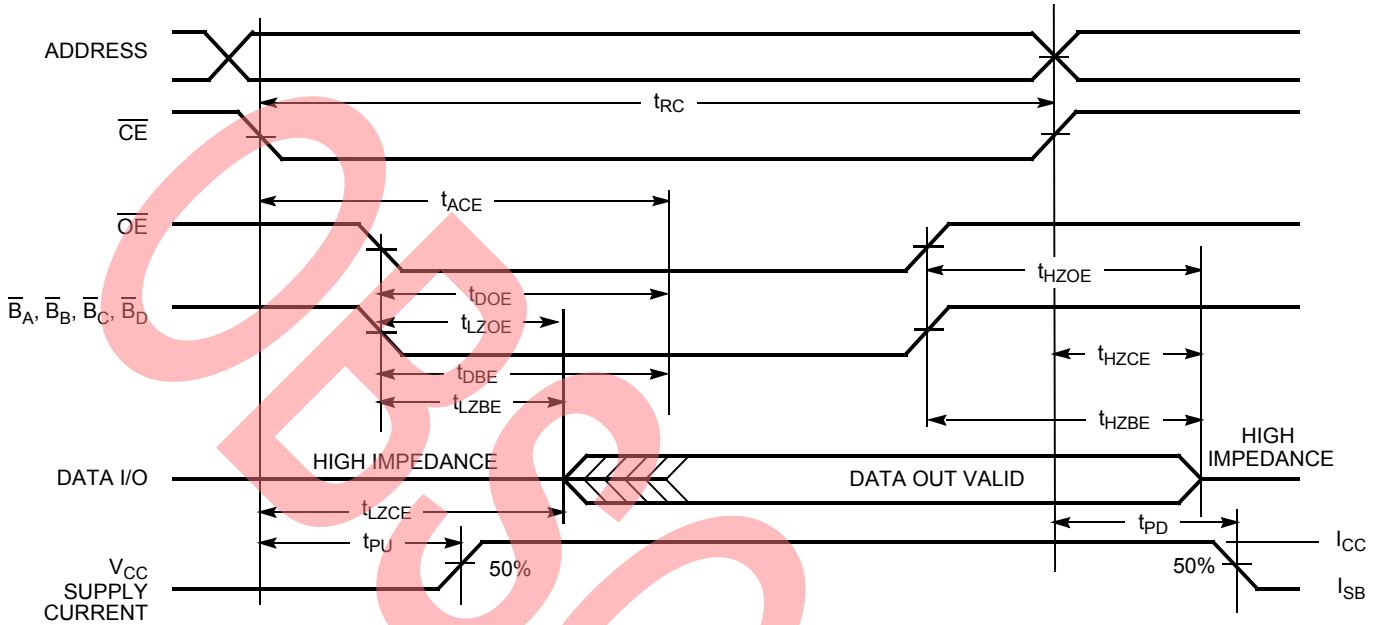 ADDRESS
tRC
CE
tACE
OE
tHZOE
tDOE
BA, BB, BC, BD
tLZOE
tHZCE
tDBE
tLZBE
tHZBE
HIGH IMPEDANCE
HIGH
IMPEDANCE
DATA I/O
DATA OUT VALID
tLZCE
tPD
tPU
ICC
VCC
SUPPLY
CURRENT
50%
50%
ISB
OBSO